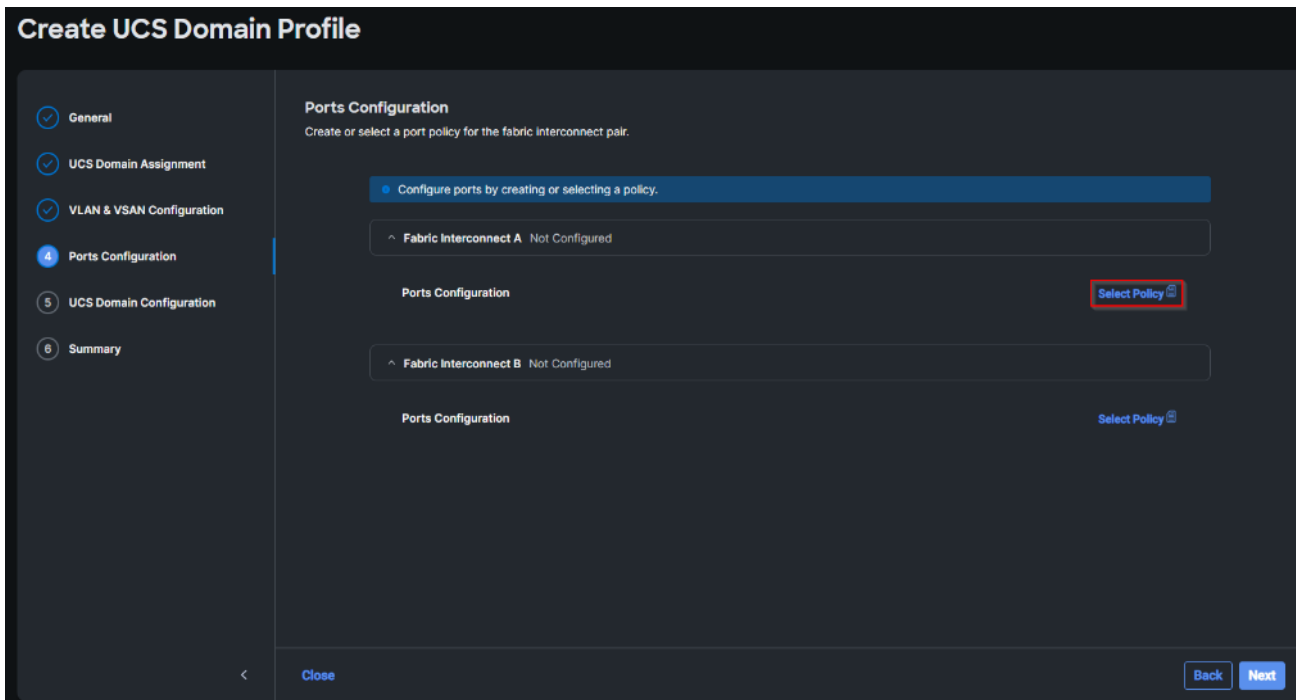 Create UCS Domain Profile
General
UCS Domain Assignment
VLAN & VSAN Configuration
4 Ports Configuration
5 UCS Domain Configuration
6 Summary
Ports Configuration
Create or select a port policy for the fabric interconnect pair.
Configure ports by creating or selecting a policy.
Fabric Interconnect A Not Configured
Ports Configuration Select Policy
Fabric Interconnect B Not Configured
Ports Configuration Select Policy
Close Back Next